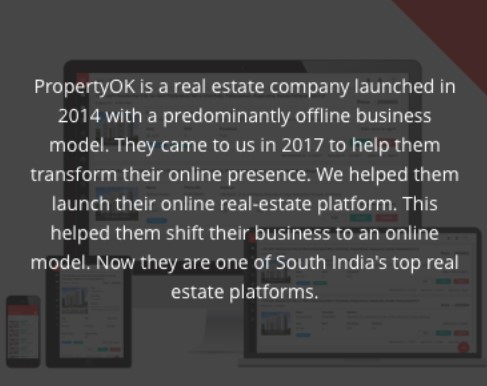 PropertyOK is a real estate company launched in
2014 with a predominantly offline business
model. They came to us in 2017 to help them
transform their online presence. We helped them
launch their online real-estate platform. This
helped them shift their business to an online
model. Now they are one of South India's top real
estate platforms.